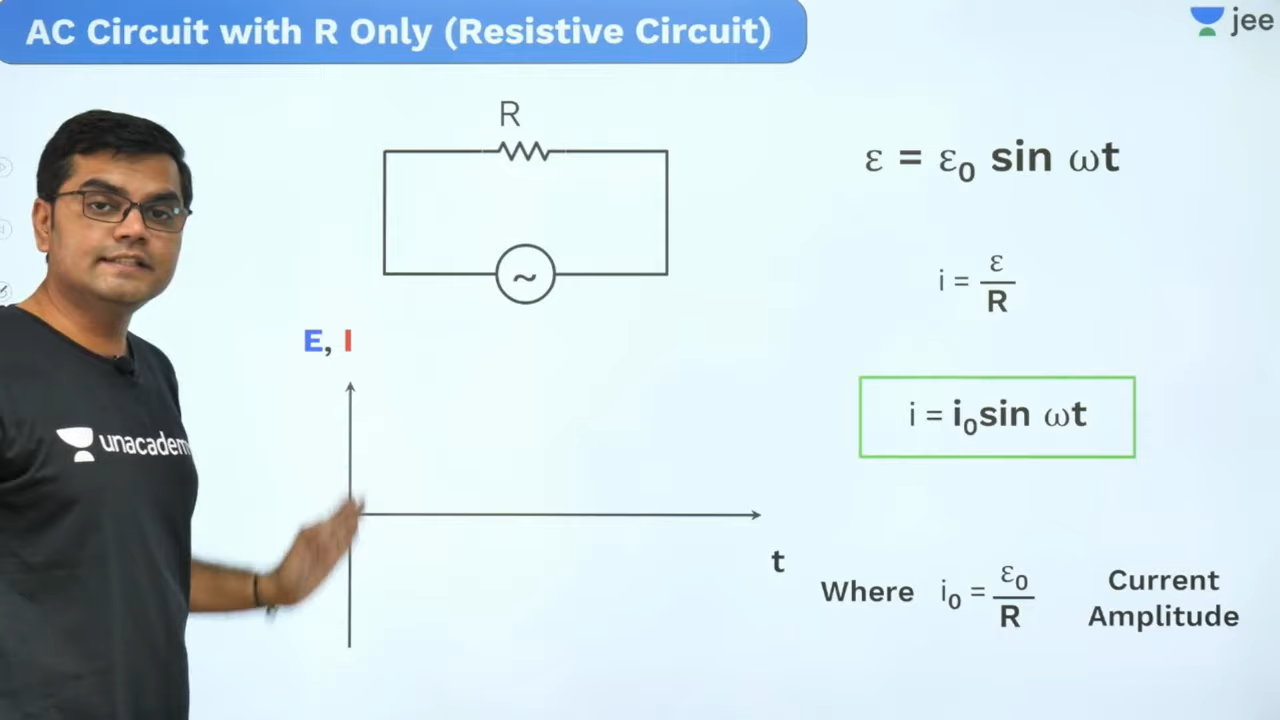 AC Circuit with R Only (Resistive Circuit)
jee
R
ε = ε₀ sin ωt
~
i = ε/R
E, I
i = i₀sin ωt
unacadem
t
Where i₀ = ε₀/R
Current
Amplitude